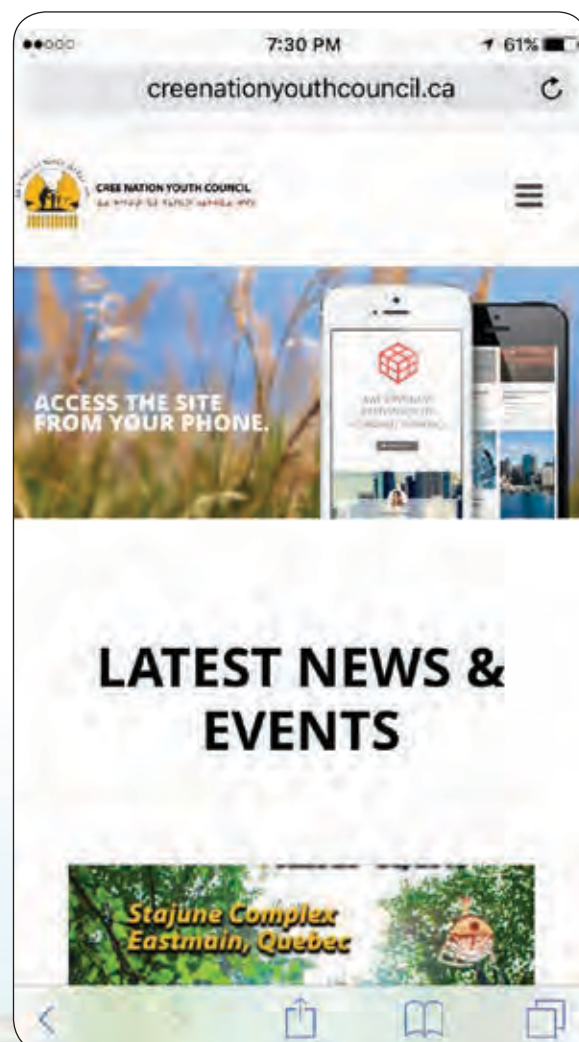 7:30 PM
61%
creenationyouthcouncil.ca
CREE NATION YOUTH COUNCIL
ACCESS THE SITE
FROM YOUR PHONE.
LATEST NEWS &
EVENTS
Stajune Complex
Eastmain, Quebec